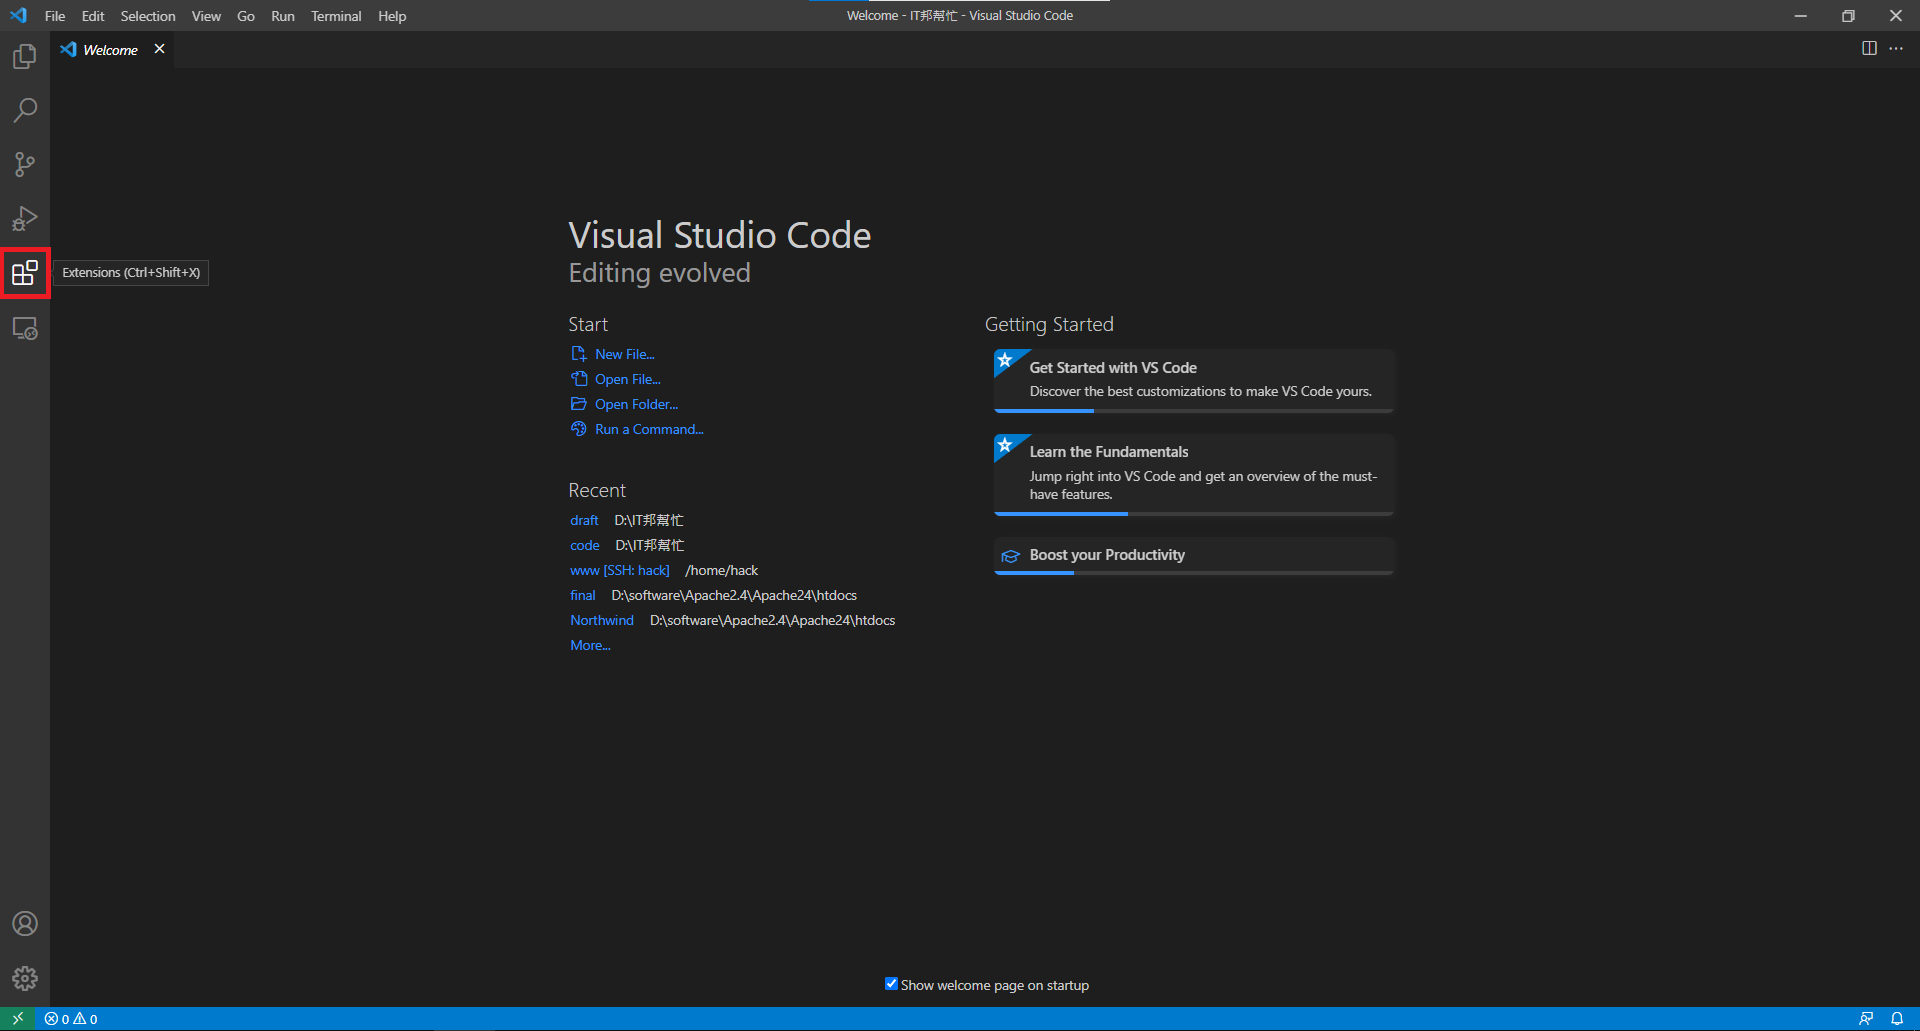 File Edit Selection View Go Run Terminal Help
Welcome - IT邦幫忙 - Visual Studio Code
Welcome
Extensions (Ctrl+Shift+X)
Visual Studio Code
Editing evolved
Start
New File...
Open File...
Open Folder...
Run a Command...
Recent
draft D:\IT邦幫忙
code D:\IT邦幫忙
www [SSH: hack] /home/hack
final D:\software\Apache2.4\Apache24\htdocs
Northwind D:\software\Apache2.4\Apache24\htdocs
More...
Getting Started
Get Started with VS Code
Discover the best customizations to make VS Code yours.
Learn the Fundamentals
Jump right into VS Code and get an overview of the must-
have features.
Boost your Productivity
Show welcome page on startup
0 0